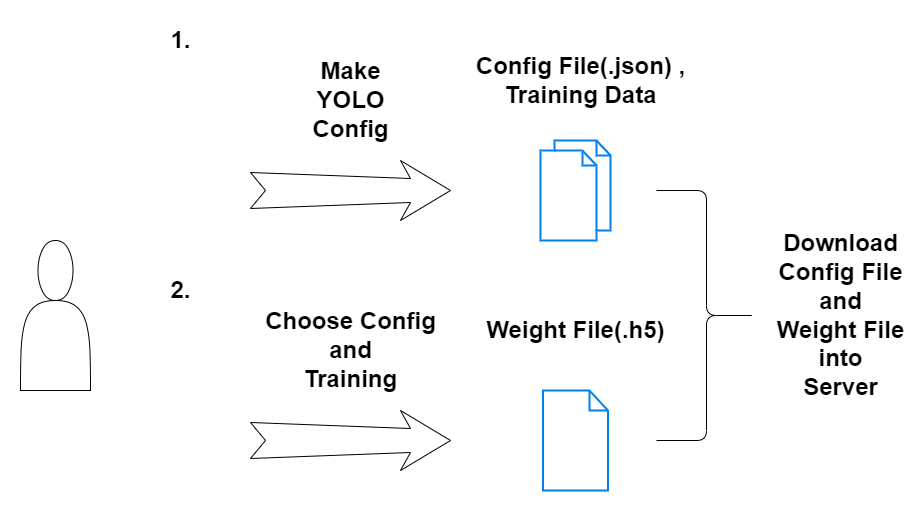 1.
Make
YOLO
Config
Config File(.json) ,
Training Data
2.
Choose Config
and
Training
Weight File(.h5)
Download
Config File
and
Weight File
into
Server